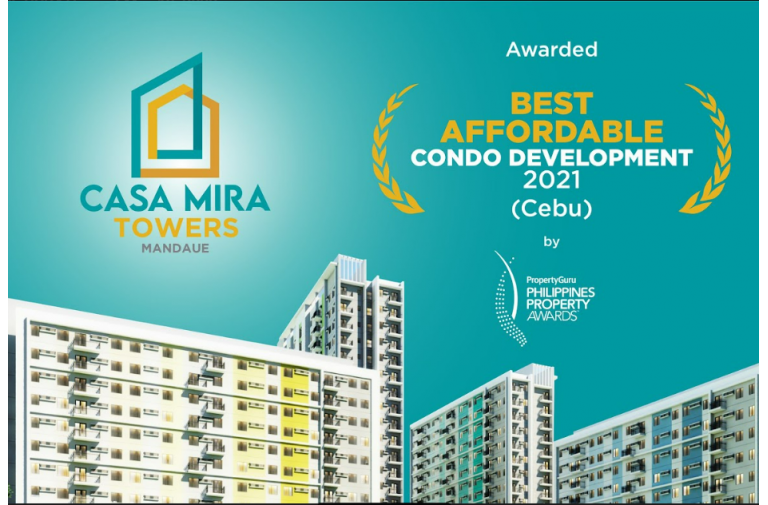 CASA MIRA
TOWERS
MANDAUE
Awarded
BEST
AFFORDABLE
CONDO DEVELOPMENT
2021
(Cebu)
by
PropertyGuru
PHILIPPINES
PROPERTY
AWARDS